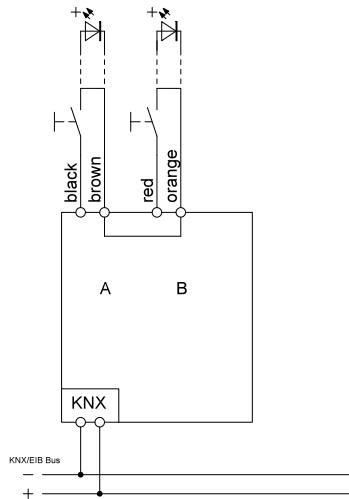 +
+
black
brown
red
orange
A
B
KNX
KNX/EIB Bus
−
+